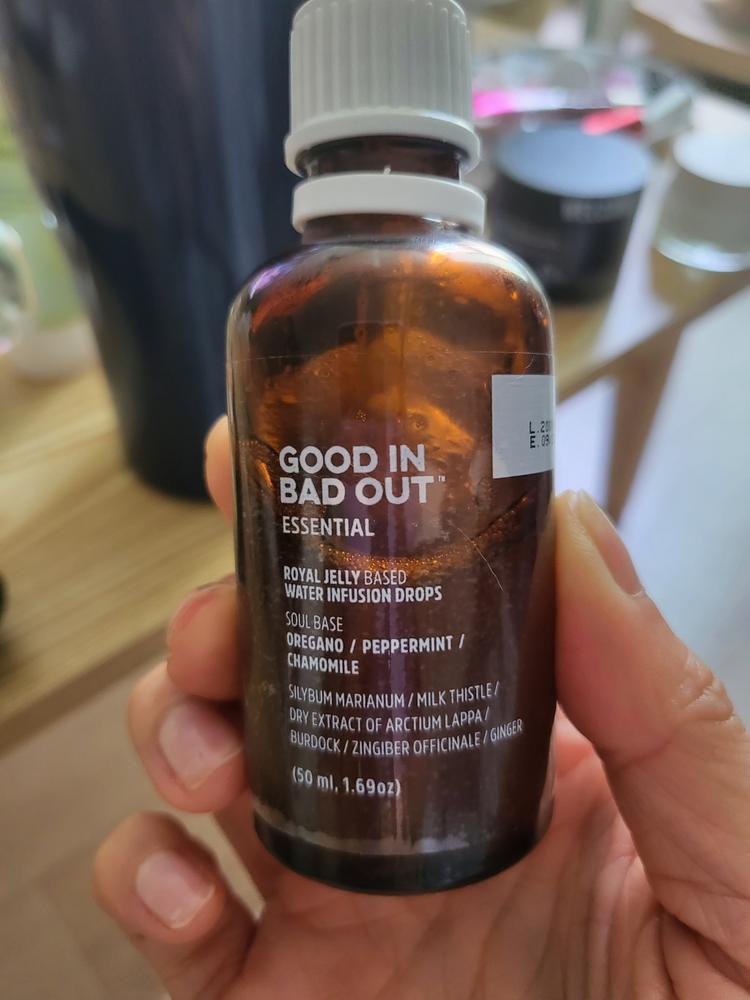 GOOD IN
BAD OUT™
ESSENTIAL
ROYAL JELLY BASED
WATER INFUSION DROPS
SOUL BASE
OREGANO / PEPPERMINT /
CHAMOMILE
SILYBUM MARIANUM / MILK THISTLE /
DRY EXTRACT OF ARCTIUM LAPPA /
BURDOCK / ZINGIBER OFFICINALE / GINGER
(50 ml, 1.69oz)